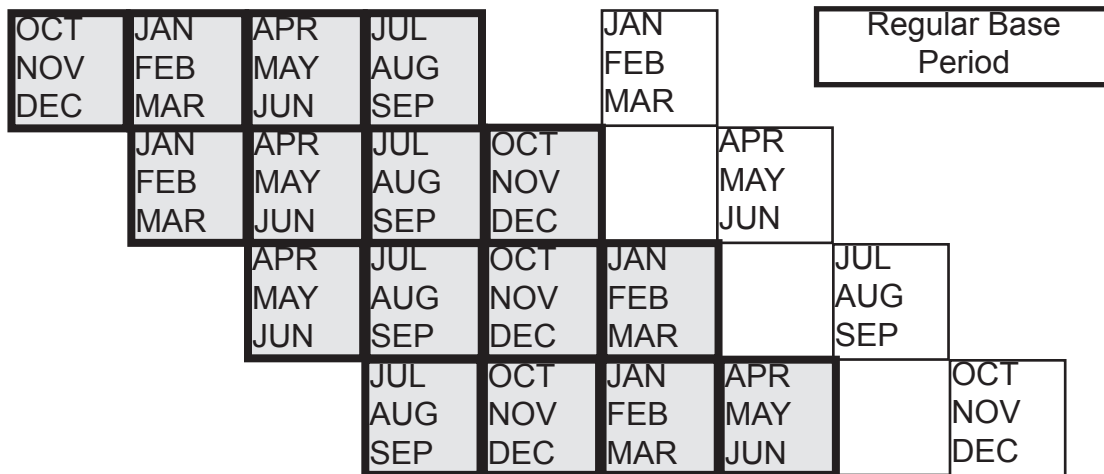 OCT JAN APR JUL JAN Regular Base
NOV FEB MAY AUG FEB Period
DEC MAR JUN SEP MAR
JAN APR JUL OCT APR
FEB MAY AUG NOV MAY
MAR JUN SEP DEC JUN
APR JUL OCT JAN JUL
MAY AUG NOV FEB AUG
JUN SEP DEC MAR SEP
JUL OCT JAN APR OCT
AUG NOV FEB MAY NOV
SEP DEC MAR JUN DEC